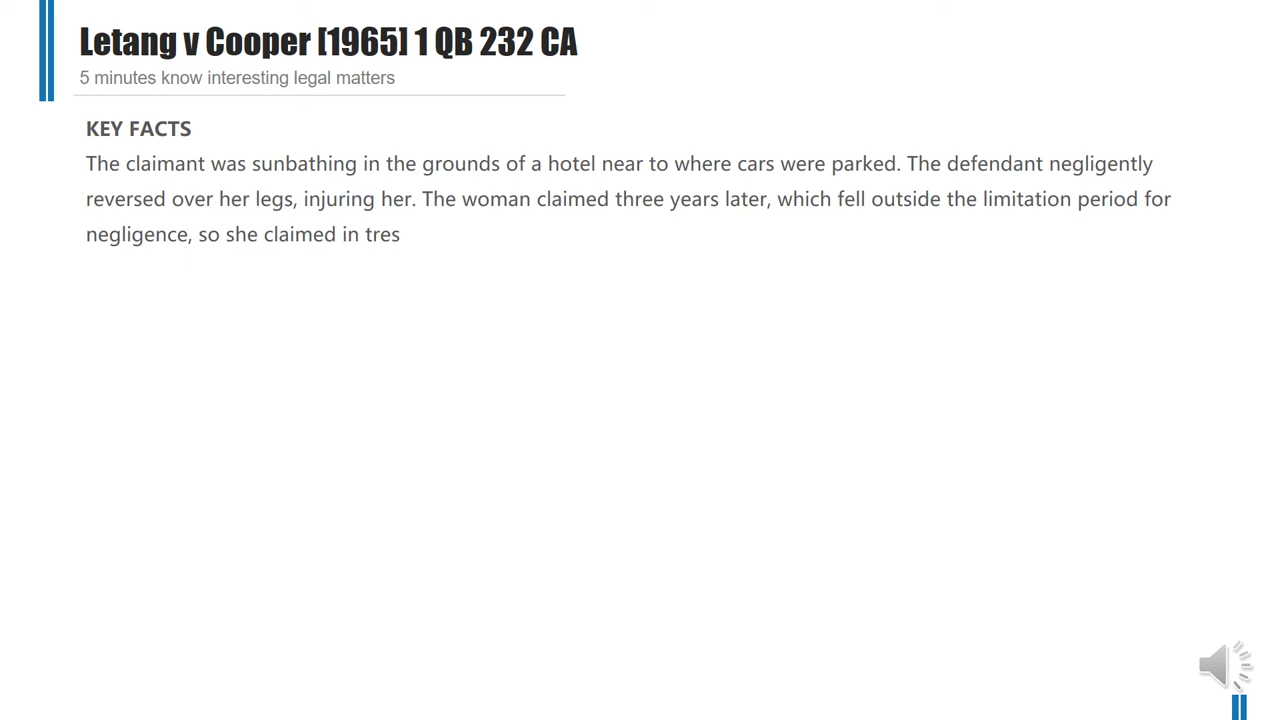 Letang v Cooper [1965] 1 QB 232 CA
5 minutes know interesting legal matters
KEY FACTS
The claimant was sunbathing in the grounds of a hotel near to where cars were parked. The defendant negligently
reversed over her legs, injuring her. The woman claimed three years later, which fell outside the limitation period for
negligence, so she claimed in tres